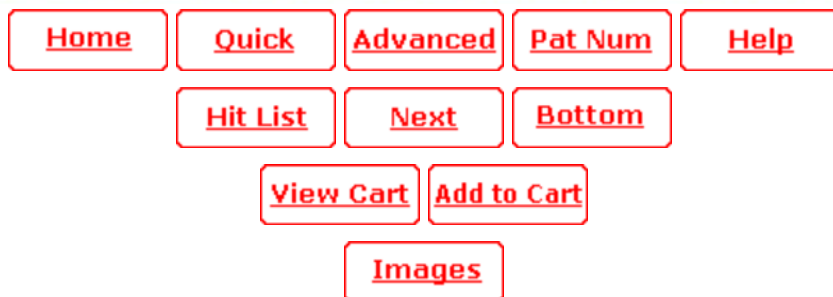 Home Quick Advanced Pat Num Help
Hit List Next Bottom
View Cart Add to Cart
Images